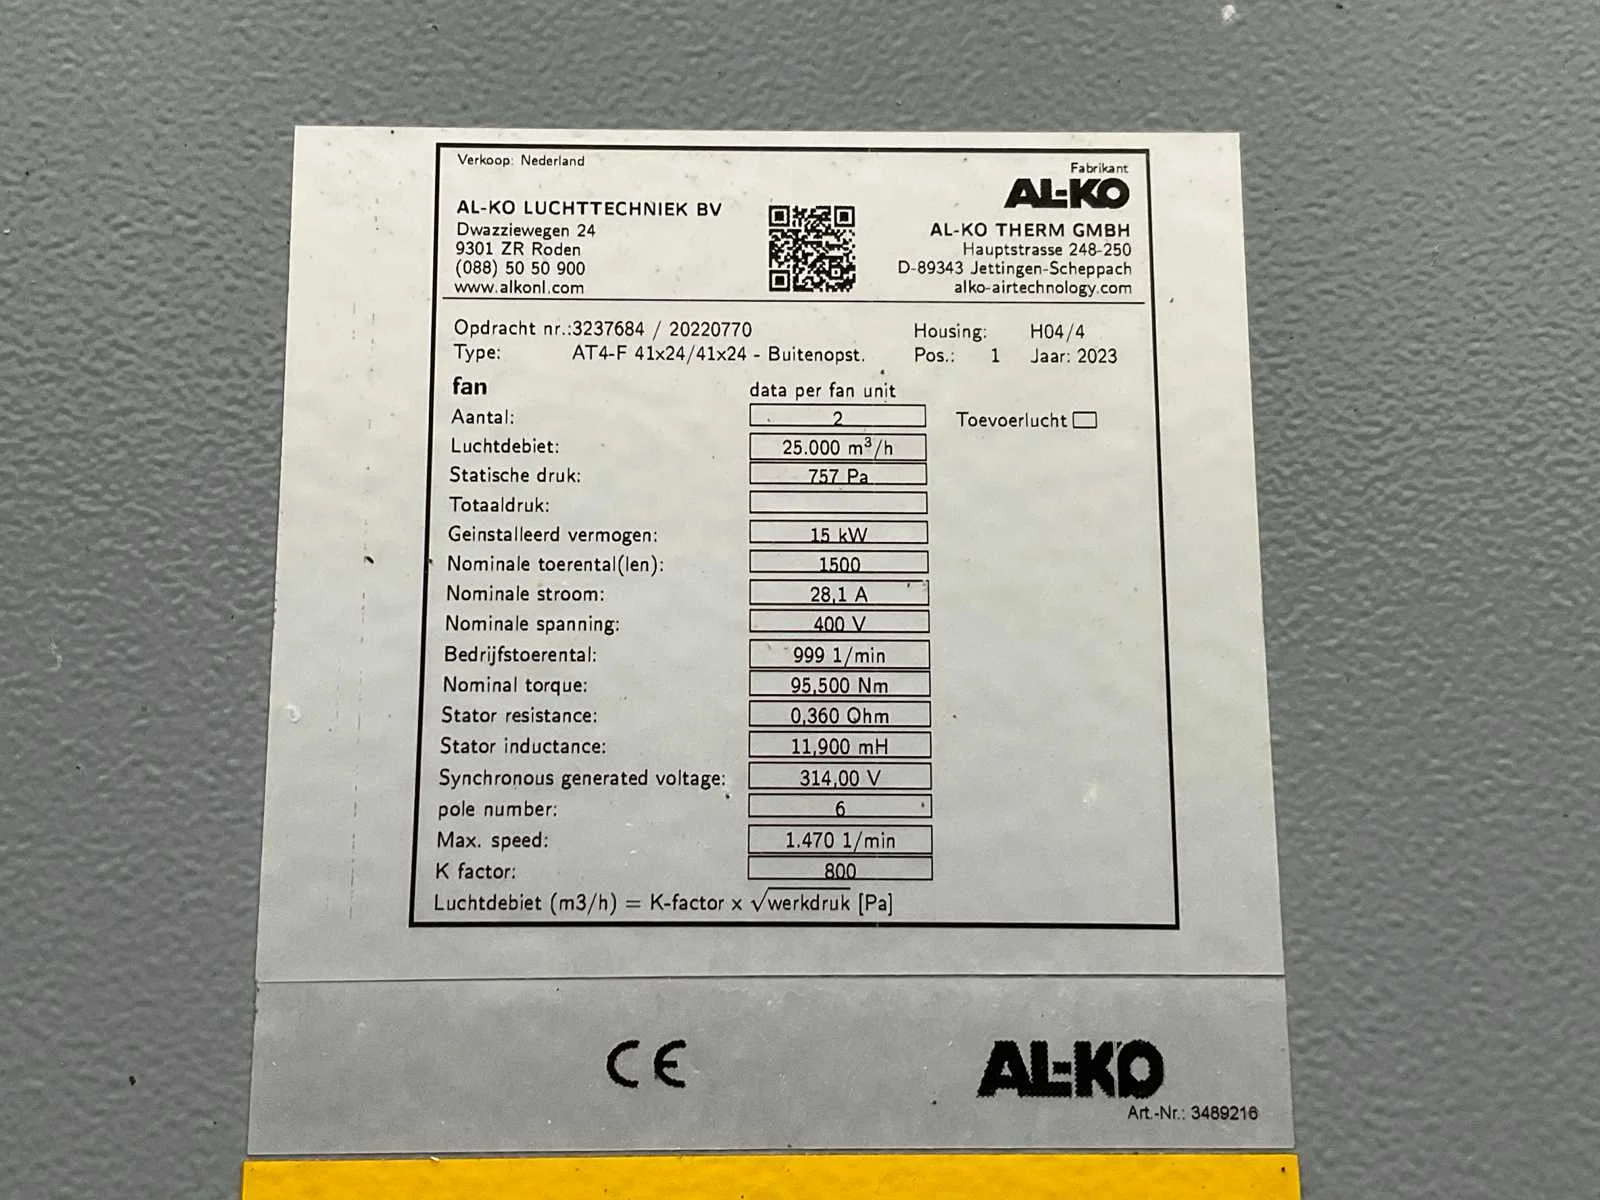 Verkoop: Nederland
AL-KO LUCHTTECHNIEK BV
Dwazziewegen 24
9301 ZR Roden
(088) 50 50 900
www.alkonl.com
Fabrikant
AL-KO
AL-KO THERM GMBH
Hauptstrasse 248-250
D-89343 Jettingen-Scheppach
alko-airtechnology.com
Opdracht nr.:3237684 / 20220770 Housing: H04/4
Type: AT4-F 41x24/41x24 - Buitenopst. Pos.: 1 Jaar: 2023
fan data per fan unit
Aantal: 2 Toevoerlucht
Luchtdebiet: 25.000 m³/h
Statische druk: 757 Pa
Totaaldruk:
Geinstalleerd vermogen: 15 kW
Nominale toerental(len): 1500
Nominale stroom: 28,1 A
Nominale spanning: 400 V
Bedrijfstoerental: 999 1/min
Nominal torque: 95,500 Nm
Stator resistance: 0,360 Ohm
Stator inductance: 11,900 mH
Synchronous generated voltage: 314,00 V
pole number: 6
Max. speed: 1.470 1/min
K factor: 800
Luchtdebiet (m3/h) = K-factor x √werkdruk [Pa]
CE
AL-KO
Art.-Nr.: 3489216